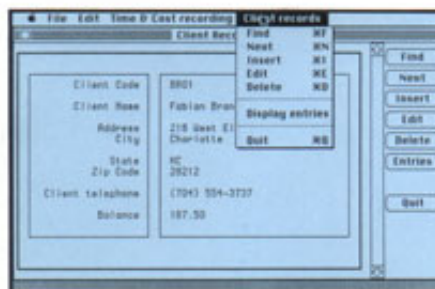 File Edit Time & Cost recording Client records
Client Reco
Find ⌘F
Next ⌘N
Insert ⌘I
Edit ⌘E
Delete ⌘D
Display entries
Quit ⌘Q
Client Code BR01
Client Name Fabian Bran
Address 218 West El
City Charlotte
State NC
Zip Code 28212
Client telephone (704) 554-3737
Balance 187.50
Find
Next
Insert
Edit
Delete
Entries
Quit